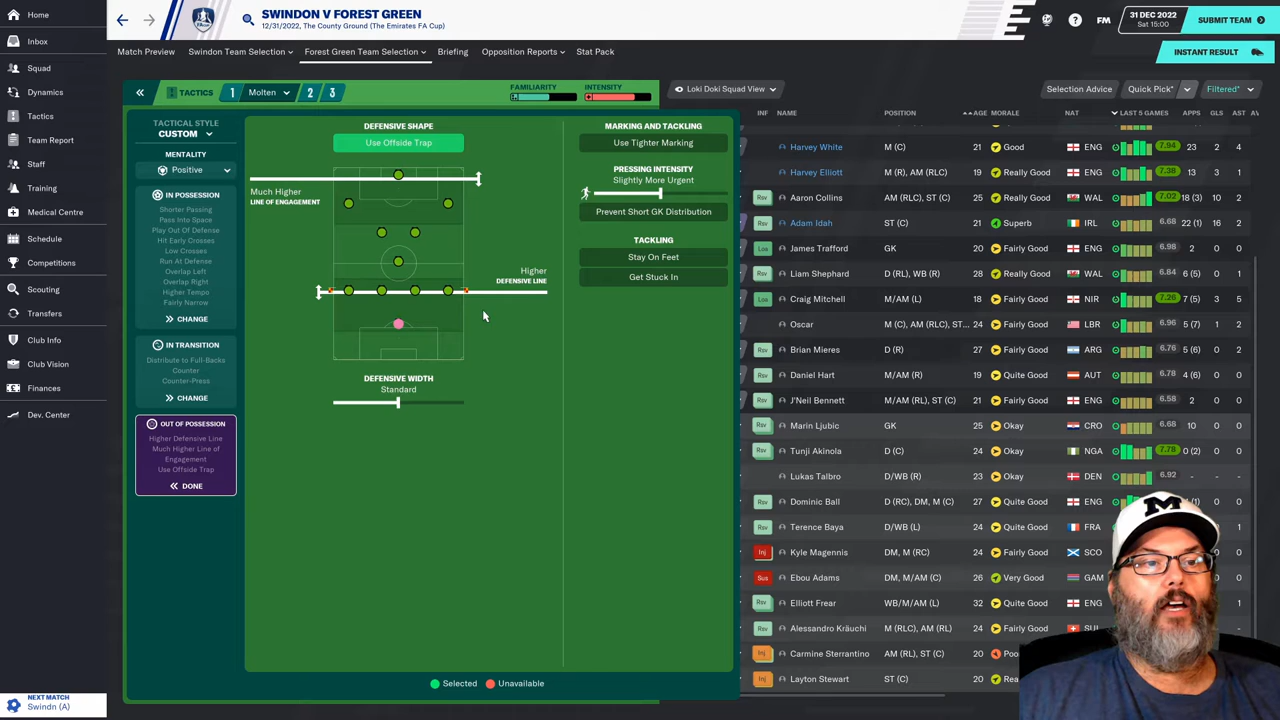 Home
SWINDON V FOREST GREEN
12/31/2022, The County Ground (The Emirates FA Cup)
FM
31 DEC 2022
Sat 15:00
SUBMIT TEAM
INSTANT RESULT
Inbox
Squad
Dynamics
Tactics
Team Report
Staff
Training
Medical Centre
Schedule
Competitions
Scouting
Transfers
Club Info
Club Vision
Finances
Dev. Center
NEXT MATCH
Swindn (A)
Match Preview
Swindon Team Selection
Forest Green Team Selection
Briefing
Opposition Reports
Stat Pack
TACTICS
1
Molten
2
3
FAMILIARITY
INTENSITY
TACTICAL STYLE
CUSTOM
MENTALITY
Positive
IN POSSESSION
Shorter Passing
Pass Into Space
Play Out Of Defense
Hit Early Crosses
Low Crosses
Run At Defense
Overlap Left
Overlap Right
Higher Tempo
Fairly Narrow
CHANGE
IN TRANSITION
Distribute to Full-Backs
Counter
Counter-Press
CHANGE
OUT OF POSSESSION
Higher Defensive Line
Much Higher Line of
Engagement
Use Offside Trap
DONE
DEFENSIVE SHAPE
Use Offside Trap
Much Higher
LINE OF ENGAGEMENT
Higher
DEFENSIVE LINE
DEFENSIVE WIDTH
Standard
MARKING AND TACKLING
Use Tighter Marking
PRESSING INTENSITY
Slightly More Urgent
Prevent Short GK Distribution
TACKLING
Stay On Feet
Get Stuck In
Selected
Unavailable
Loki Doki Squad View
Selection Advice
Quick Pick*
Filtered*
INF NAME POSITION AGE MORALE NAT LAST 5 GAMES APPS GLS AST AV
Harvey White M (C) 21 Good ENG 7.94 23 2 4
Harvey Elliott M (R), AM (RLC) 19 Really Good ENG 7.38 13 1 3
Rsv Aaron Collins AM (RLC), ST (C) 25 Really Good WAL 7.02 18 (3) 10 2
Rsv Adam Idah ST (C) 21 Superb IRL 6.68 22 (1) 16 2
Loa James Trafford GK 20 Fairly Good ENG 6.98 2 0 0
Rsv Liam Shephard D (RL), WB (R) 28 Really Good WAL 6.84 6 (5) 0 1
Loa Craig Mitchell M/AM (L) 18 Fairly Good NIR 7.26 7 (5) 3 5
Oscar M (C), AM (RLC), ST... 24 Fairly Good LBR 6.96 5 (7) 1 2
Rsv Brian Mieres D (R) 27 Fairly Good ARG 6.76 5 (6) 0 2
Rsv Daniel Hart M/AM (R) 19 Quite Good AUT 6.78 4 (6) 0 0
Rsv J'Neil Bennett M/AM (RL), ST (C) 21 Fairly Good ENG 6.58 2 0 0
Rsv Marin Ljubic GK 25 Okay CRO 6.68 10 0 0
Rsv Tunji Akinola D (C) 24 Okay NGA 7.78 0 (2) 0 0
Lukas Talbro D/WB (R) 23 Okay DEN 6.92 - - -
Rsv Dominic Ball D (RC), DM, M (C) 27 Quite Good ENG 0 0
Rsv Terence Baya D/WB (L) 24 Quite Good FRA 1
Inj Kyle Magennis DM, M (RC) 24 Fairly Good SCO 0
Sus Ebou Adams DM, M/AM (C) 26 Very Good GAM 0
Rsv Elliott Frear WB/M/AM (L) 32 Quite Good ENG 1
Rsv Alessandro Kräuchi M (RLC), AM (RL) 24 Fairly Good SUI
Inj Carmine Sterrantino AM (RL), ST (C) 20 Poo
Inj Layton Stewart ST (C) 20 Rea